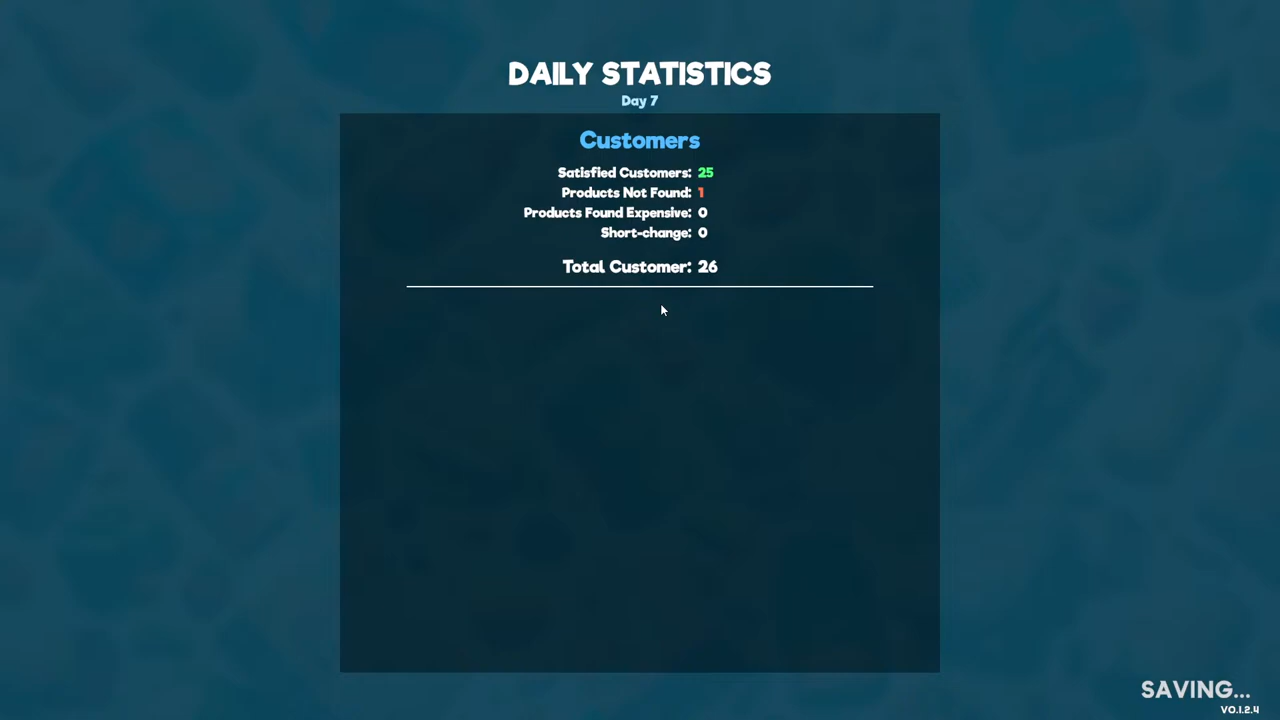 DAILY STATISTICS
Day 7
Customers
Satisfied Customers: 25
Products Not Found: 1
Products Found Expensive: 0
Short-change: 0
Total Customer: 26
SAVING...
V0.1.2.4